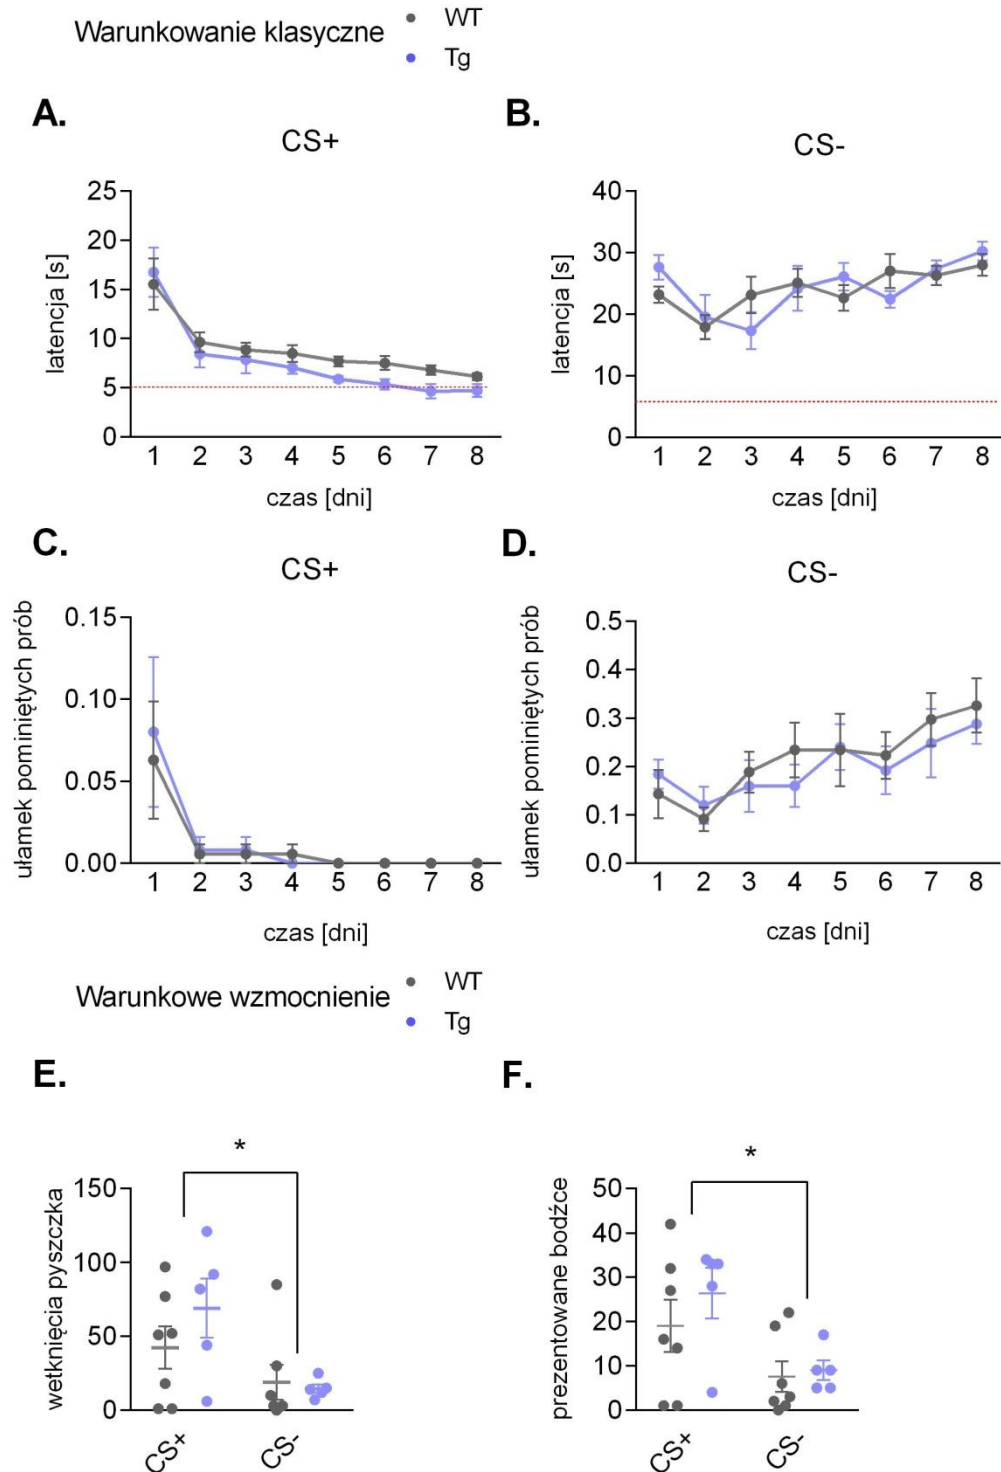 Warunkowanie klasyczne
WT
Tg
A.
CS+
latencja [s]
25
20
15
10
5
0
1 2 3 4 5 6 7 8
czas [dni]
B.
CS-
latencja [s]
40
30
20
10
0
1 2 3 4 5 6 7 8
czas [dni]
C.
CS+
ułamek pominiętych prób
0.15
0.10
0.05
0.00
1 2 3 4 5 6 7 8
czas [dni]
D.
CS-
ułamek pominiętych prób
0.5
0.4
0.3
0.2
0.1
0.0
1 2 3 4 5 6 7 8
czas [dni]
Warunkowe wzmocnienie
WT
Tg
E.
*
wetknięcia pyszczka
150
100
50
0
CS+ CS-
F.
*
prezentowane bodźce
50
40
30
20
10
0
CS+ CS-